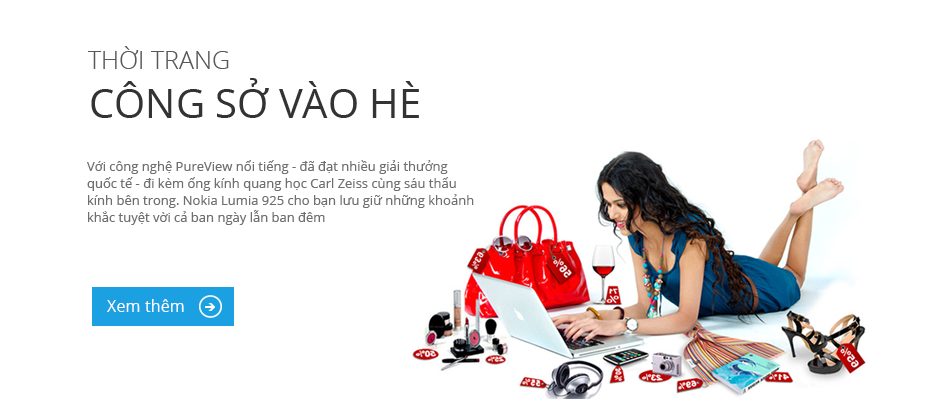 THỜI TRANG
CÔNG SỞ VÀO HÈ
Với công nghệ PureView nổi tiếng - đã đạt nhiều giải thưởng
quốc tế - đi kèm ống kính quang học Carl Zeiss cùng sáu thấu
kính bên trong. Nokia Lumia 925 cho bạn lưu giữ những khoảnh
khắc tuyệt vời cả ban ngày lẫn ban đêm
Xem thêm